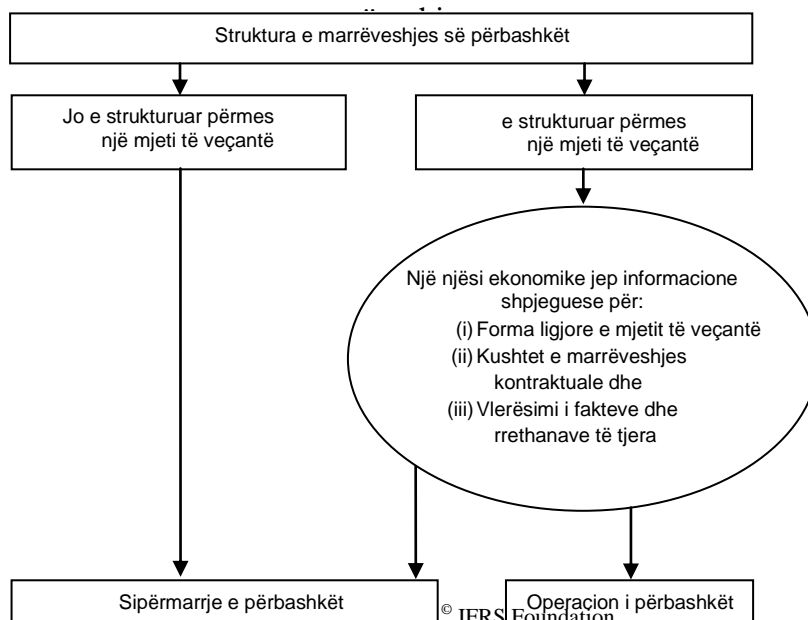 Struktura e marrëveshjes së përbashkët
Jo e strukturuar përmes
një mjeti të veçantë
e strukturuar përmes
një mjeti të veçantë
Një njësi ekonomike jep informacione
shpjeguese për:
(i) Forma ligjore e mjetit të veçantë
(ii) Kushtet e marrëveshjes
kontraktuale dhe
(iii) Vlerësimi i fakteve dhe
rrethanave të tjera
Sipërmarrje e përbashkët
Operaçion i përbashkët
© IFRS Foundation